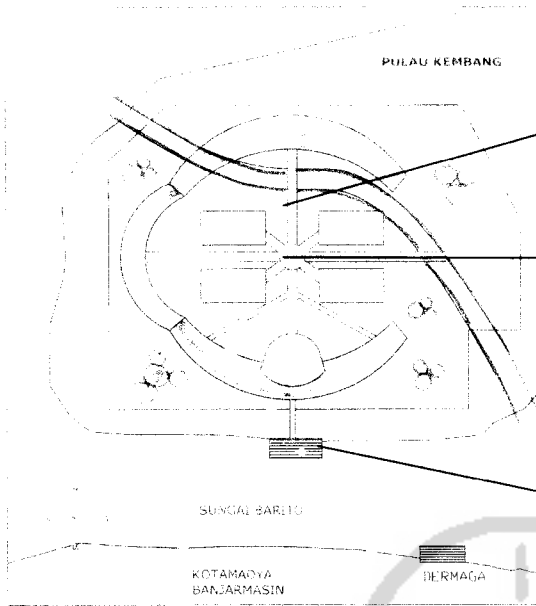 PULAU KEMBANG
SUNGAI BARITO
KOTAMADYA
BANJARMASIN
DERMAGA